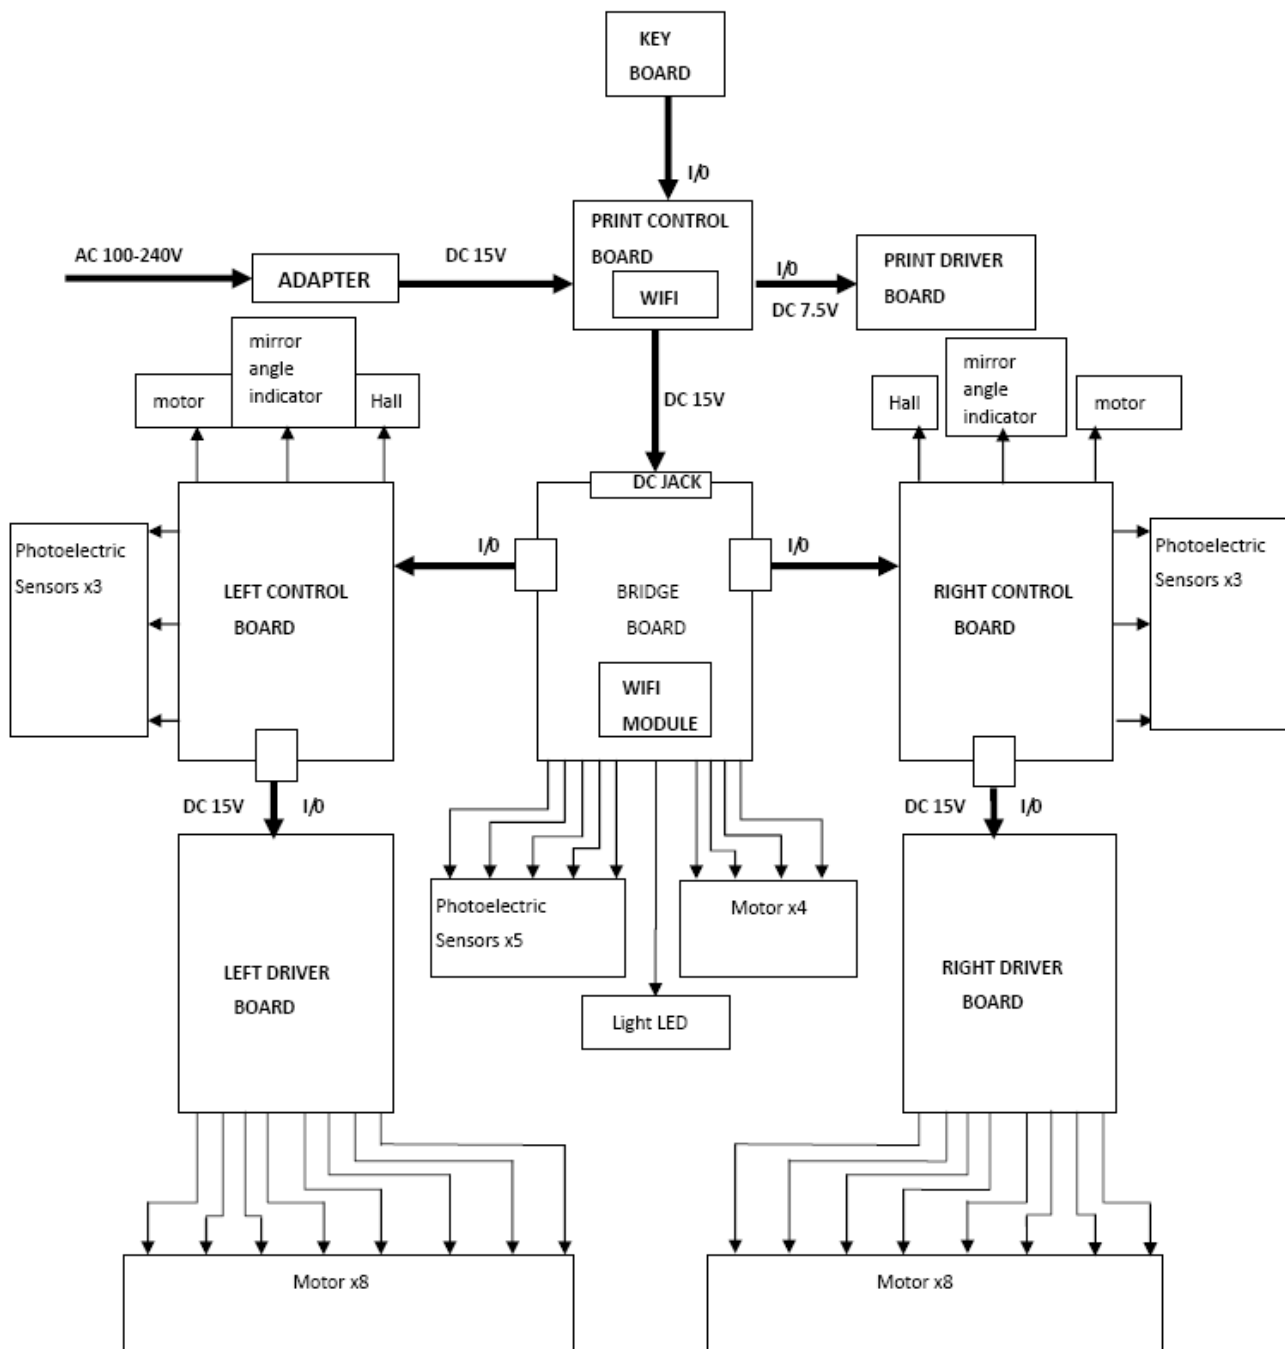 KEY
BOARD
I/0
AC 100-240V
ADAPTER
DC 15V
PRINT CONTROL
BOARD
WIFI
I/0
DC 7.5V
PRINT DRIVER
BOARD
DC 15V
motor
mirror
angle
indicator
Hall
Hall
mirror
angle
indicator
motor
Photoelectric
Sensors x3
LEFT CONTROL
BOARD
I/0
DC JACK
BRIDGE
BOARD
WIFI
MODULE
I/0
RIGHT CONTROL
BOARD
Photoelectric
Sensors x3
DC 15V
I/0
DC 15V
I/0
LEFT DRIVER
BOARD
Photoelectric
Sensors x5
Motor x4
Light LED
RIGHT DRIVER
BOARD
Motor x8
Motor x8